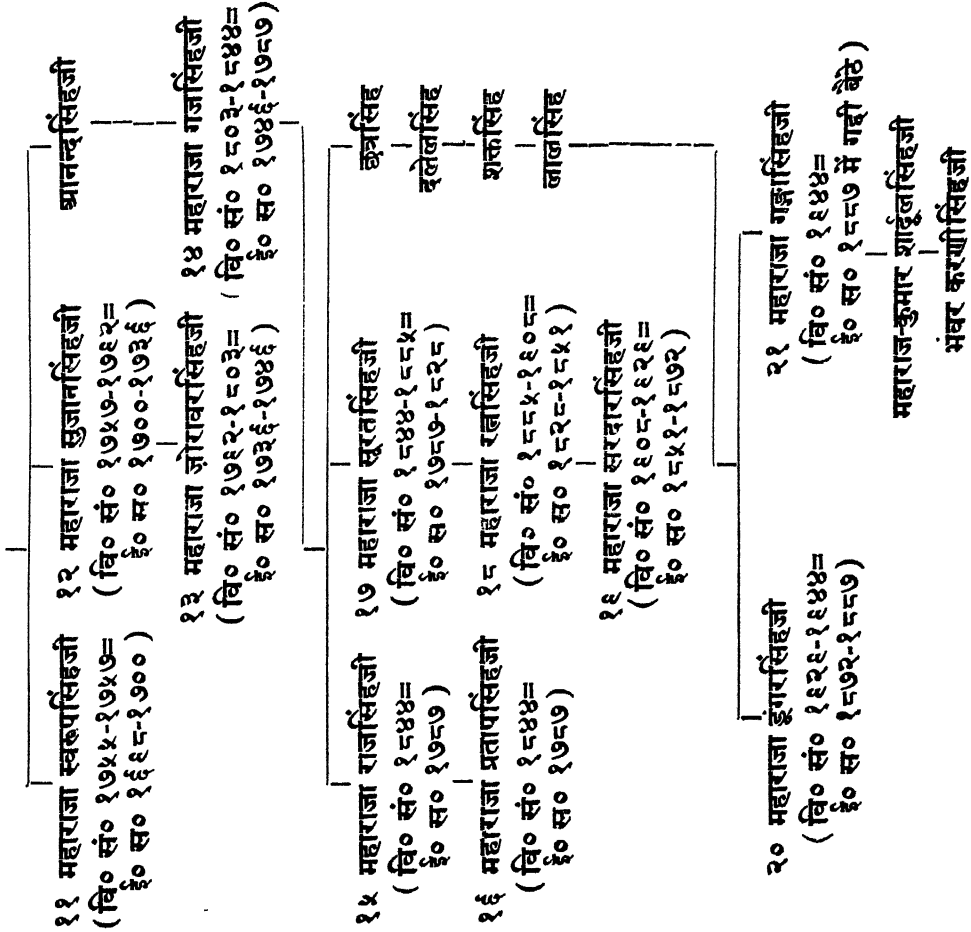 ११ महाराजा स्वरूपसिंहजी
(वि० सं० १७५५-१७५७=
ई० स० १६६८-१७००)
१२ महाराजा सुजानसिंहजी
(वि० सं० १७५७-१७६२=
ई० स० १७००-१७३६)
आनन्दसिंहजी
१३ महाराजा ज़ोरावरसिंहजी
(वि० सं० १७६२-१८०३=
ई० स० १७३६-१७४६)
१४ महाराजा गजसिंहजी
(वि० सं० १८०३-१८४४=
ई० स० १७४६-१७८७)
१५ महाराजा राजसिंहजी
(वि० सं० १८४४=
ई० स० १७८७)
१६ महाराजा प्रतापसिंहजी
(वि० सं० १८४४=
ई० स० १७८७)
१७ महाराजा सूरतसिंहजी
(वि० सं० १८४४-१८८५=
ई० स० १७८७-१८२८)
१८ महाराजा रत्नसिंहजी
(वि० सं० १८८५-१९०८=
ई० स० १८२८-१८५१)
१९ महाराजा सरदारसिंहजी
(वि० सं० १९०८-१९२९=
ई० स० १८५१-१८७२)
छत्रसिंह
दलेलसिंह
शक्तसिंह
लालसिंह
२० महाराजा डूंगरसिंहजी
(वि० सं० १९२९-१९४४=
ई० स० १८७२-१८८७)
२१ महाराजा गङ्गासिंहजी
(वि० सं० १९४४=
ई० स० १८८७ में गद्दी बैठे)
महाराज-कुमार शार्दूलसिंहजी
भंवर करणीसिंहजी